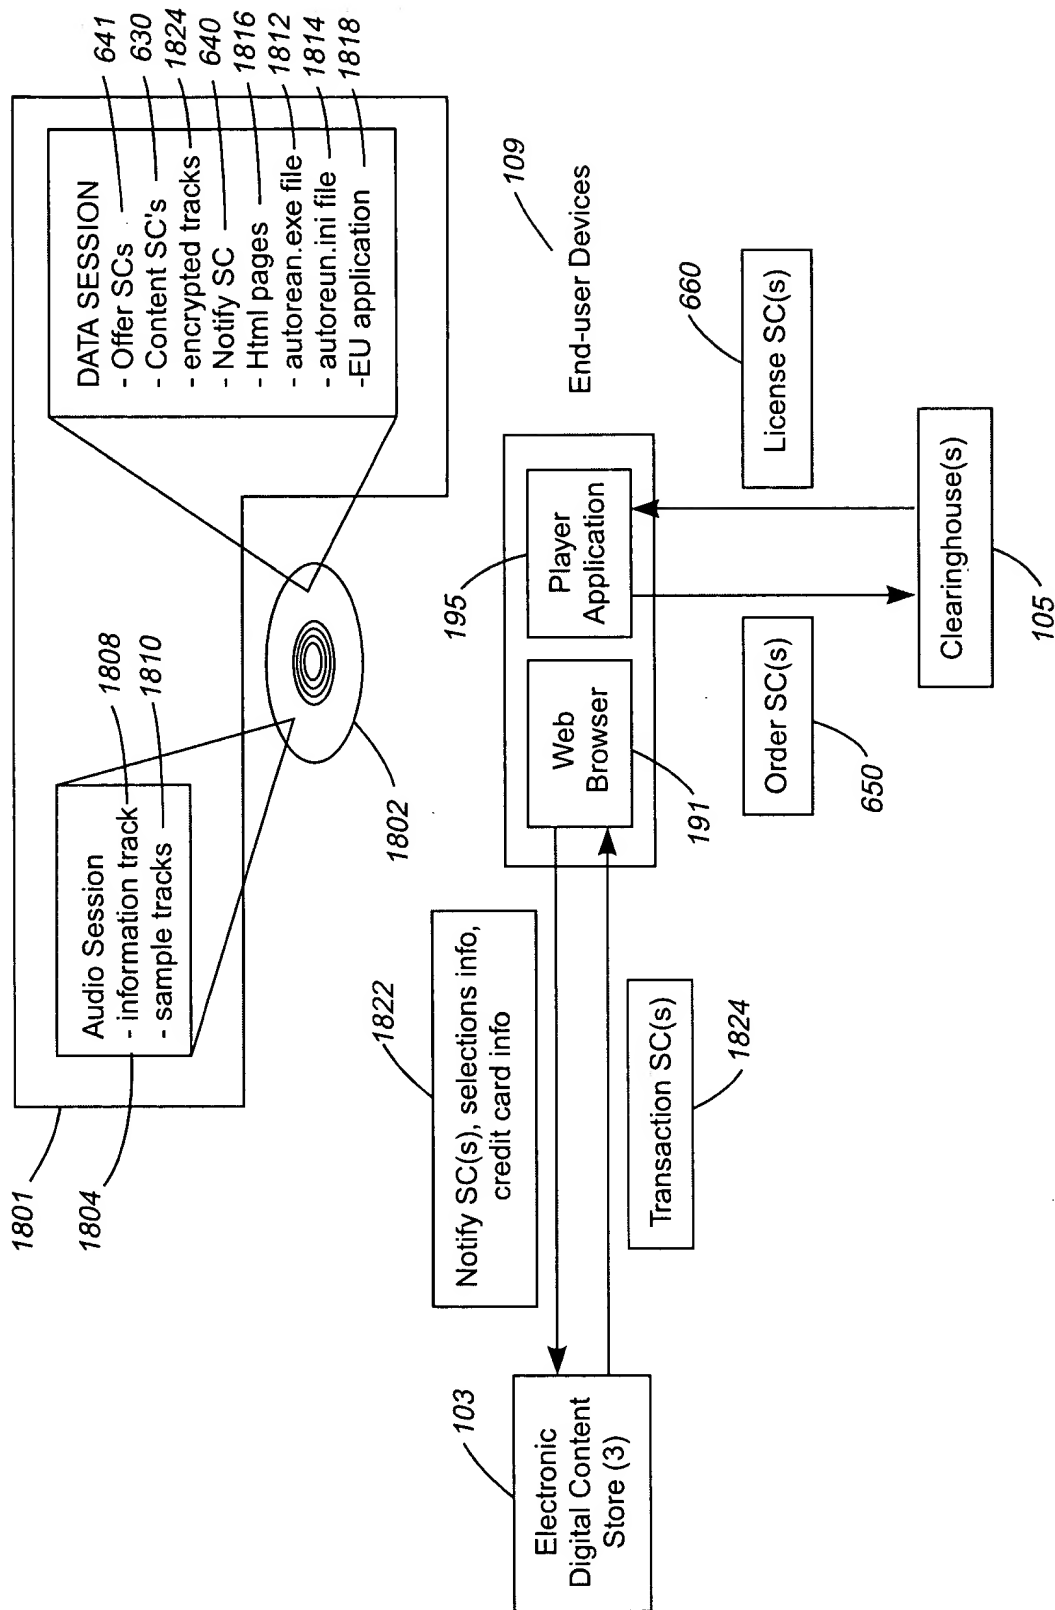 1801
1804
Audio Session
- information track
- sample tracks
1808
1810
1802
DATA SESSION
- Offer SCs
- Content SC's
- encrypted tracks
- Notify SC
- Html pages
- autorean.exe file
- autoreun.ini file
-EU application
641
630
1824
640
1816
1812
1814
1818
103
Electronic
Digital Content
Store (3)
1822
Notify SC(s), selections info,
credit card info
Transaction SC(s)
1824
Web
Browser
191
195
Player
Application
109
End-user Devices
Order SC(s)
650
660
License SC(s)
Clearinghouse(s)
105